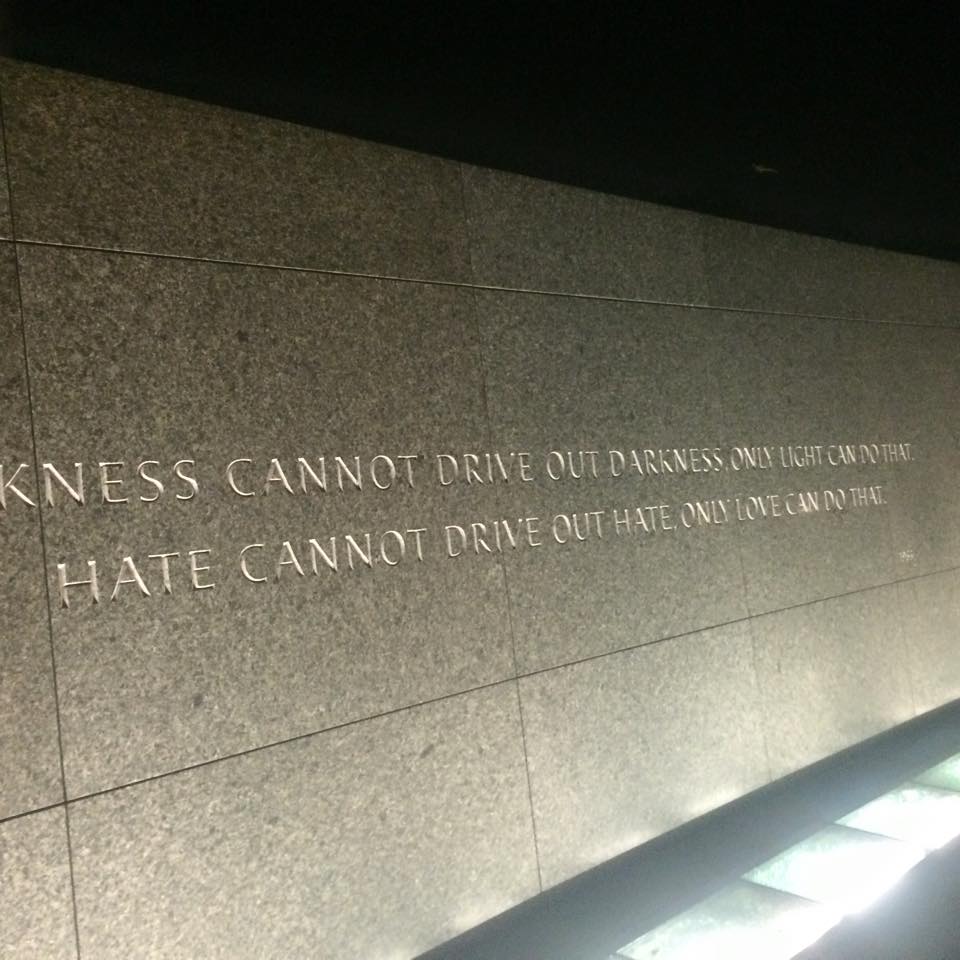 KNESS CANNOT DRIVE OUT DARKNESS, ONLY LIGHT CAN DO THAT.
HATE CANNOT DRIVE OUT HATE, ONLY LOVE CAN DO THAT.
1963